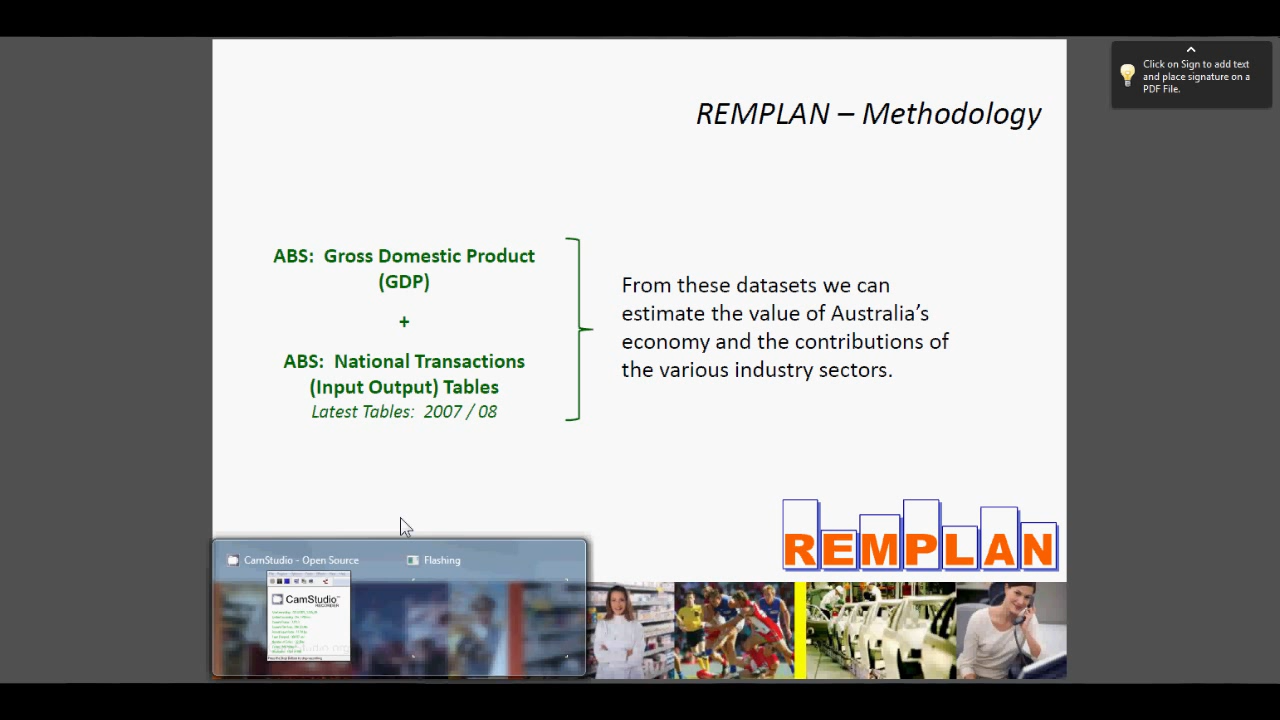 Click on Sign to add text
and place signature on a
PDF File.
REMPLAN – Methodology
ABS:  Gross Domestic Product
(GDP)
+
ABS:  National Transactions
(Input Output) Tables
Latest Tables:  2007 / 08
From these datasets we can
estimate the value of Australia’s
economy and the contributions of
the various industry sectors.
REMPLAN
CamStudio - Open Source
Flashing
CamStudio
RECORDER